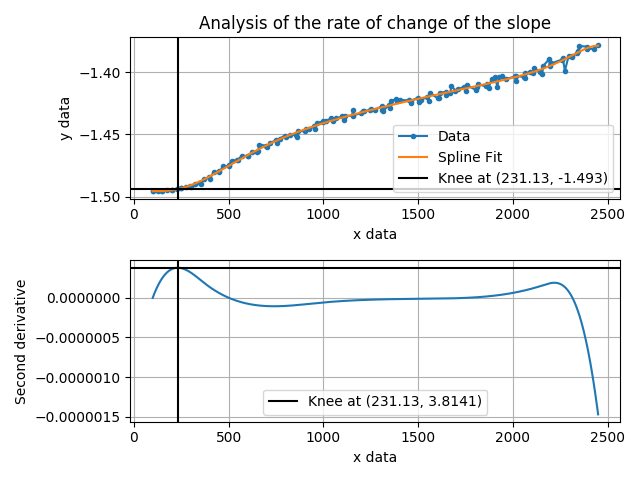 Analysis of the rate of change of the slope
y data
−1.40
−1.45
−1.50
Data
Spline Fit
Knee at (231.13, -1.493)
0 500 1000 1500 2000 2500
x data
Second derivative
0.0000000
−0.0000005
−0.0000010
−0.0000015
Knee at (231.13, 3.8141)
0 500 1000 1500 2000 2500
x data